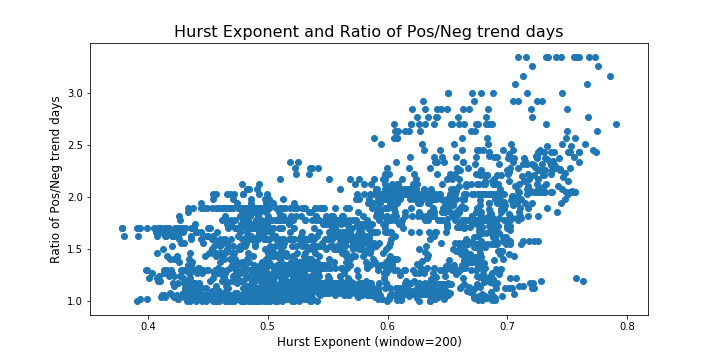 Hurst Exponent and Ratio of Pos/Neg trend days
Ratio of Pos/Neg trend days
3.0
2.5
2.0
1.5
1.0
0.4 0.5 0.6 0.7 0.8
Hurst Exponent (window=200)